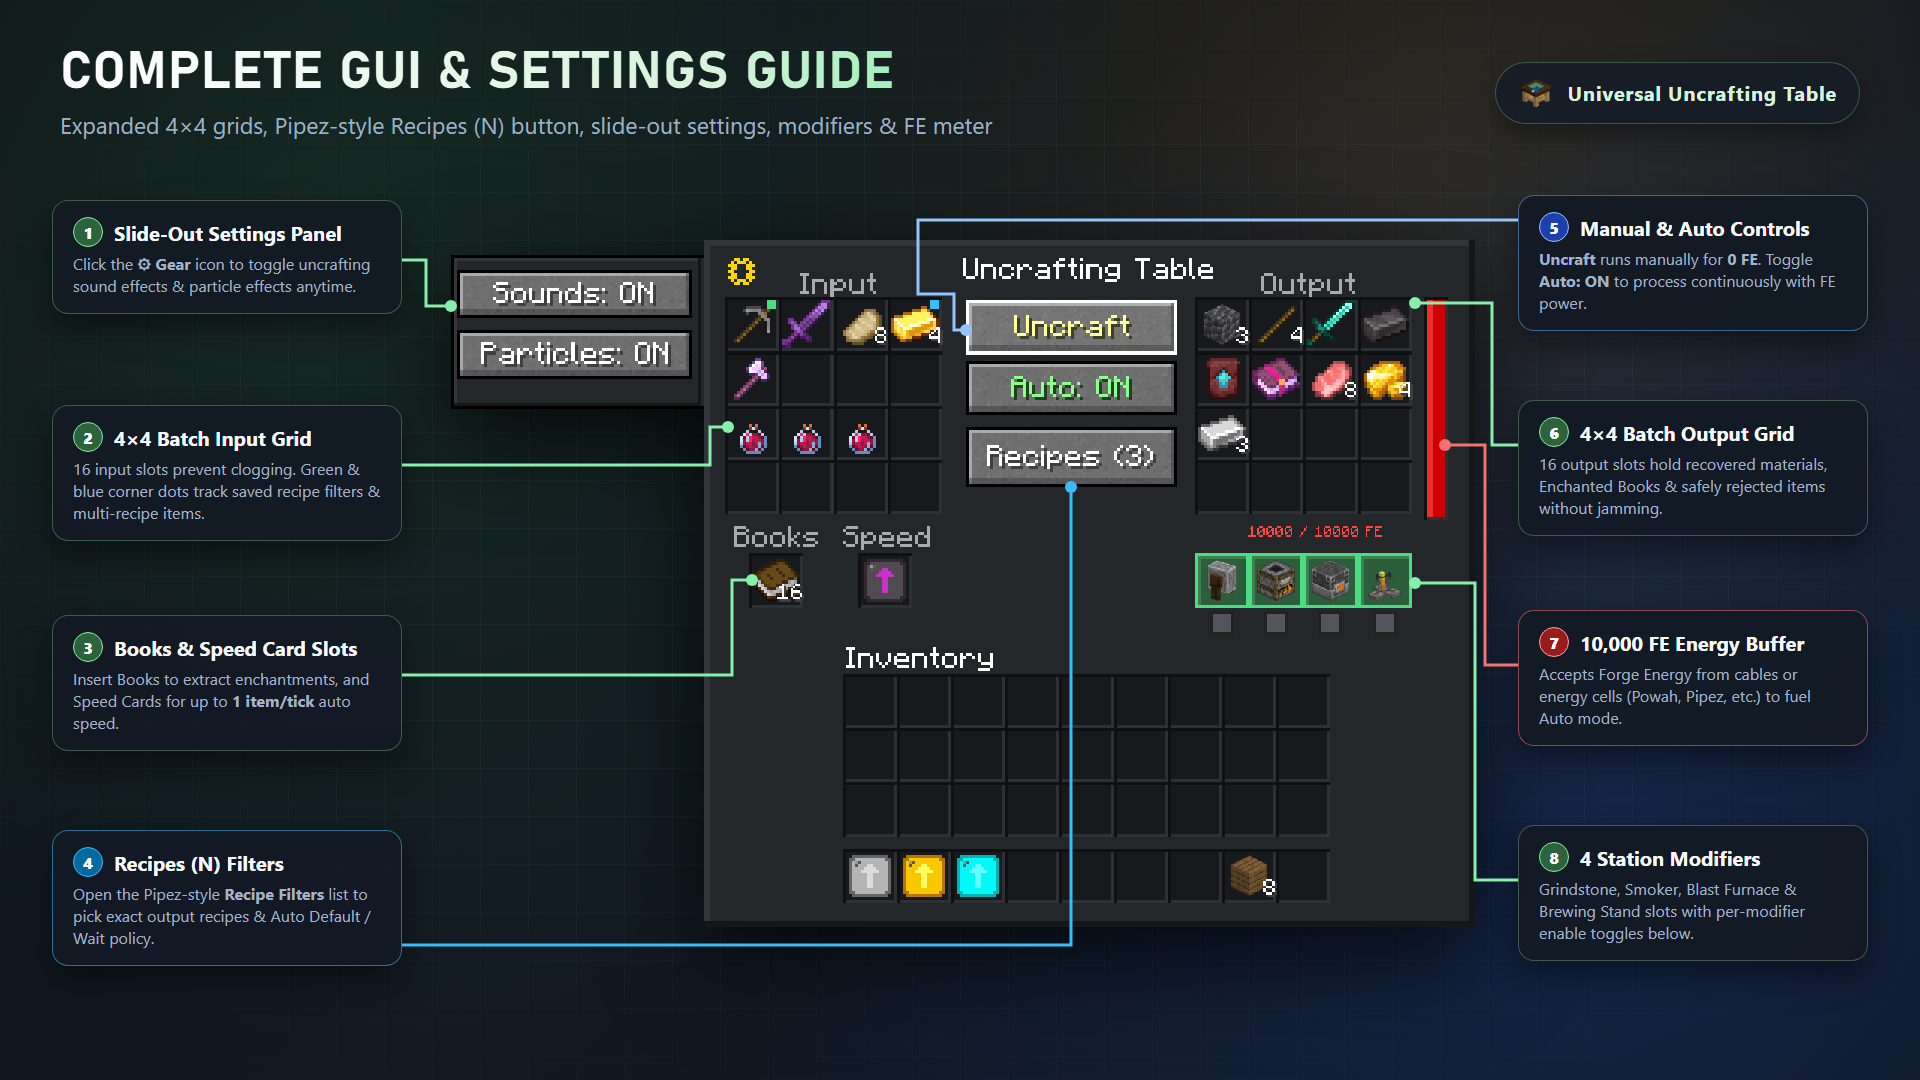 COMPLETE GUI & SETTINGS GUIDE
Expanded 4×4 grids, Pipez-style Recipes (N) button, slide-out settings, modifiers & FE meter
Universal Uncrafting Table
1 Slide-Out Settings Panel
Click the ⚙ Gear icon to toggle uncrafting
sound effects & particle effects anytime.
2 4×4 Batch Input Grid
16 input slots prevent clogging. Green &
blue corner dots track saved recipe filters &
multi-recipe items.
3 Books & Speed Card Slots
Insert Books to extract enchantments, and
Speed Cards for up to 1 item/tick auto
speed.
4 Recipes (N) Filters
Open the Pipez-style Recipe Filters list to
pick exact output recipes & Auto Default /
Wait policy.
Sounds: ON
Particles: ON
Input
Uncrafting Table
Output
8
4
Uncraft
Auto: ON
Recipes (3)
3
4
8
4
3
Books
Speed
16
10000 / 10000 FE
Inventory
8
5 Manual & Auto Controls
Uncraft runs manually for 0 FE. Toggle
Auto: ON to process continuously with FE
power.
6 4×4 Batch Output Grid
16 output slots hold recovered materials,
Enchanted Books & safely rejected items
without jamming.
7 10,000 FE Energy Buffer
Accepts Forge Energy from cables or
energy cells (Powah, Pipez, etc.) to fuel
Auto mode.
8 4 Station Modifiers
Grindstone, Smoker, Blast Furnace &
Brewing Stand slots with per-modifier
enable toggles below.